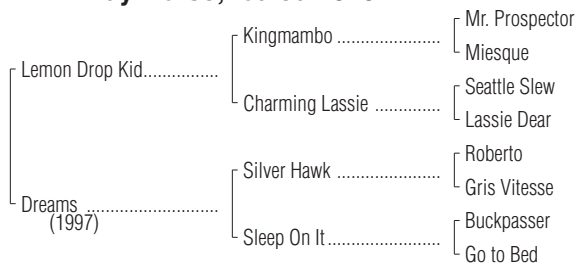 Kingmambo ................... Mr. Prospector
Miesque
Lemon Drop Kid...............
Charming Lassie .............. Seattle Slew
Lassie Dear
Silver Hawk ................... Roberto
Gris Vitesse
Dreams ..........................
(1997)
Sleep On It..................... Buckpasser
Go to Bed